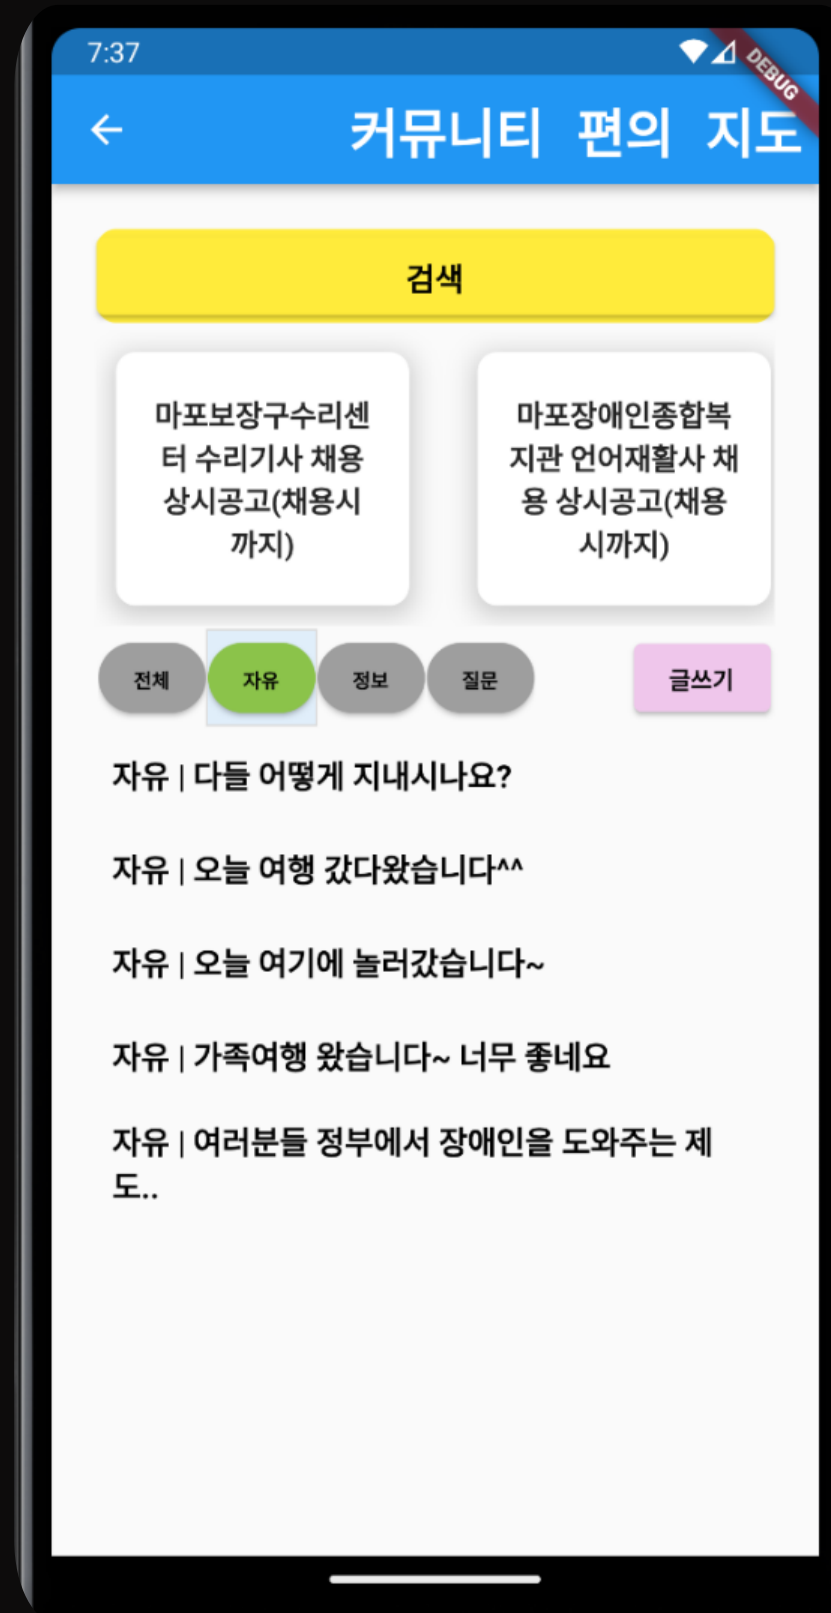 7:37
DEBUG
커뮤니티 편의 지도
검색
마포보장구수리센
터 수리기사 채용
상시공고(채용시
까지)
마포장애인종합복
지관 언어재활사 채
용 상시공고(채용
시까지)
전체 자유 정보 질문 글쓰기
자유 | 다들 어떻게 지내시나요?
자유 | 오늘 여행 갔다왔습니다^^
자유 | 오늘 여기에 놀러갔습니다~
자유 | 가족여행 왔습니다~ 너무 좋네요
자유 | 여러분들 정부에서 장애인을 도와주는 제
도..